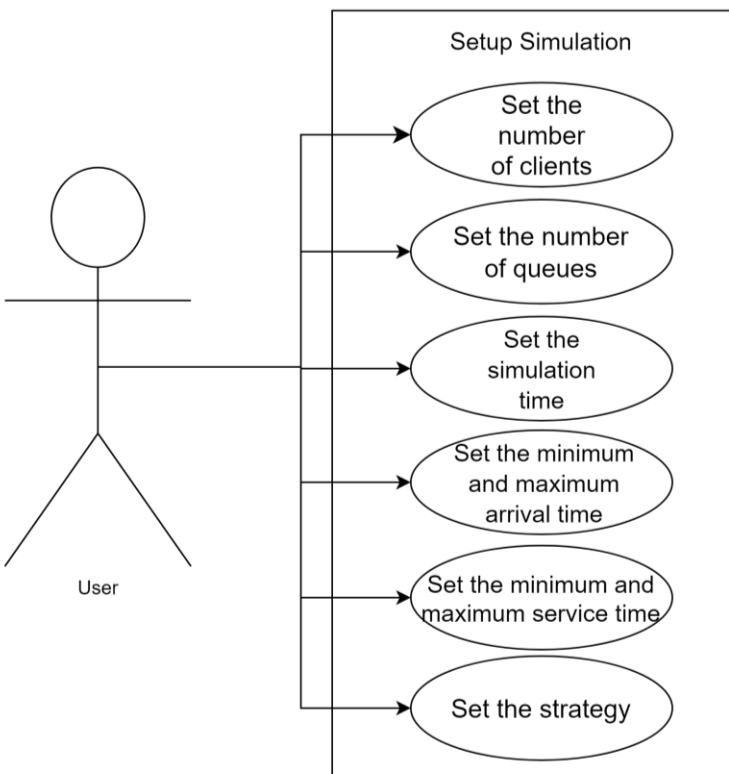 Setup Simulation
Set the
number
of clients
Set the number
of queues
Set the
simulation
time
Set the minimum
and maximum
arrival time
Set the minimum and
maximum service time
Set the strategy
User